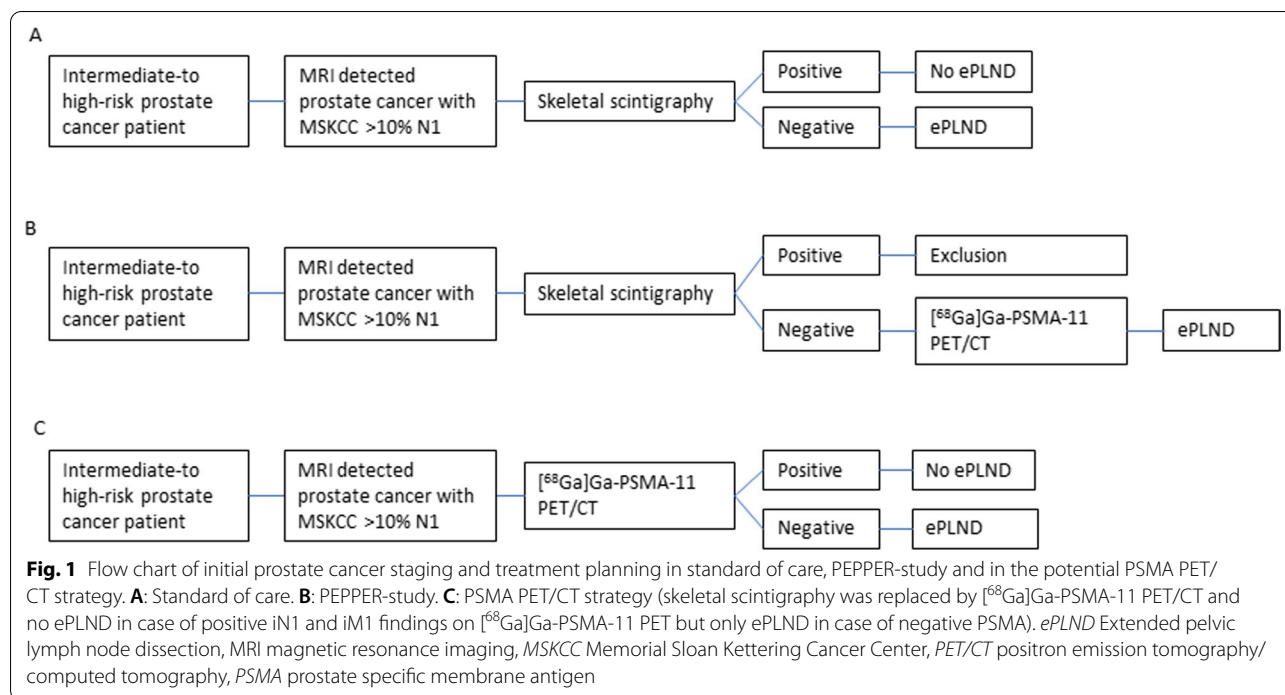 A
Intermediate-to
high-risk prostate
cancer patient
MRI detected
prostate cancer with
MSKCC >10% N1
Skeletal scintigraphy
Positive
No ePLND
Negative
ePLND
B
Intermediate-to
high-risk prostate
cancer patient
MRI detected
prostate cancer with
MSKCC >10% N1
Skeletal scintigraphy
Positive
Exclusion
Negative
[⁶⁸Ga]Ga-PSMA-11
PET/CT
ePLND
C
Intermediate-to
high-risk prostate
cancer patient
MRI detected
prostate cancer with
MSKCC >10% N1
[⁶⁸Ga]Ga-PSMA-11
PET/CT
Positive
No ePLND
Negative
ePLND
Fig. 1 Flow chart of initial prostate cancer staging and treatment planning in standard of care, PEPPER-study and in the potential PSMA PET/
CT strategy. A: Standard of care. B: PEPPER-study. C: PSMA PET/CT strategy (skeletal scintigraphy was replaced by [⁶⁸Ga]Ga-PSMA-11 PET/CT and
no ePLND in case of positive iN1 and iM1 findings on [⁶⁸Ga]Ga-PSMA-11 PET but only ePLND in case of negative PSMA). ePLND Extended pelvic
lymph node dissection, MRI magnetic resonance imaging, MSKCC Memorial Sloan Kettering Cancer Center, PET/CT positron emission tomography/
computed tomography, PSMA prostate specific membrane antigen